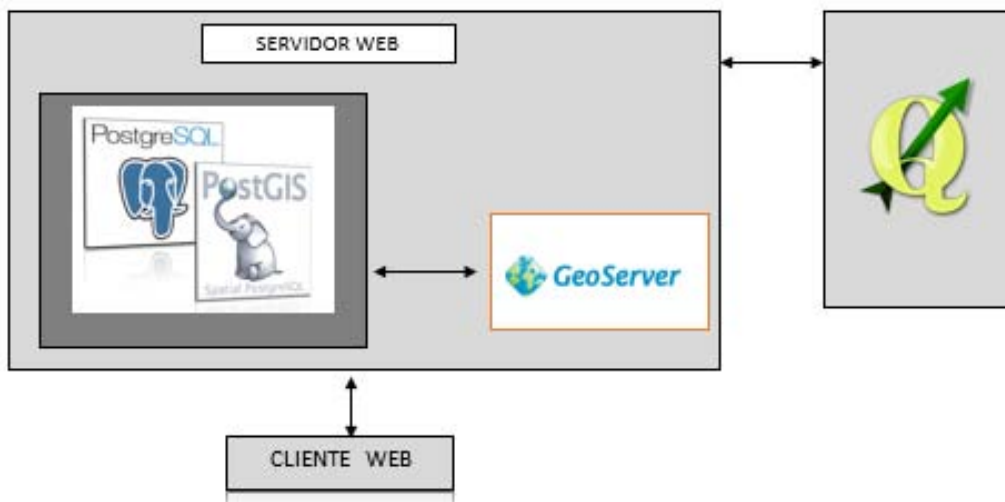 SERVIDOR WEB
PostgreSQL
PostGIS
Spatial PostgreSQL
GeoServer
CLIENTE WEB